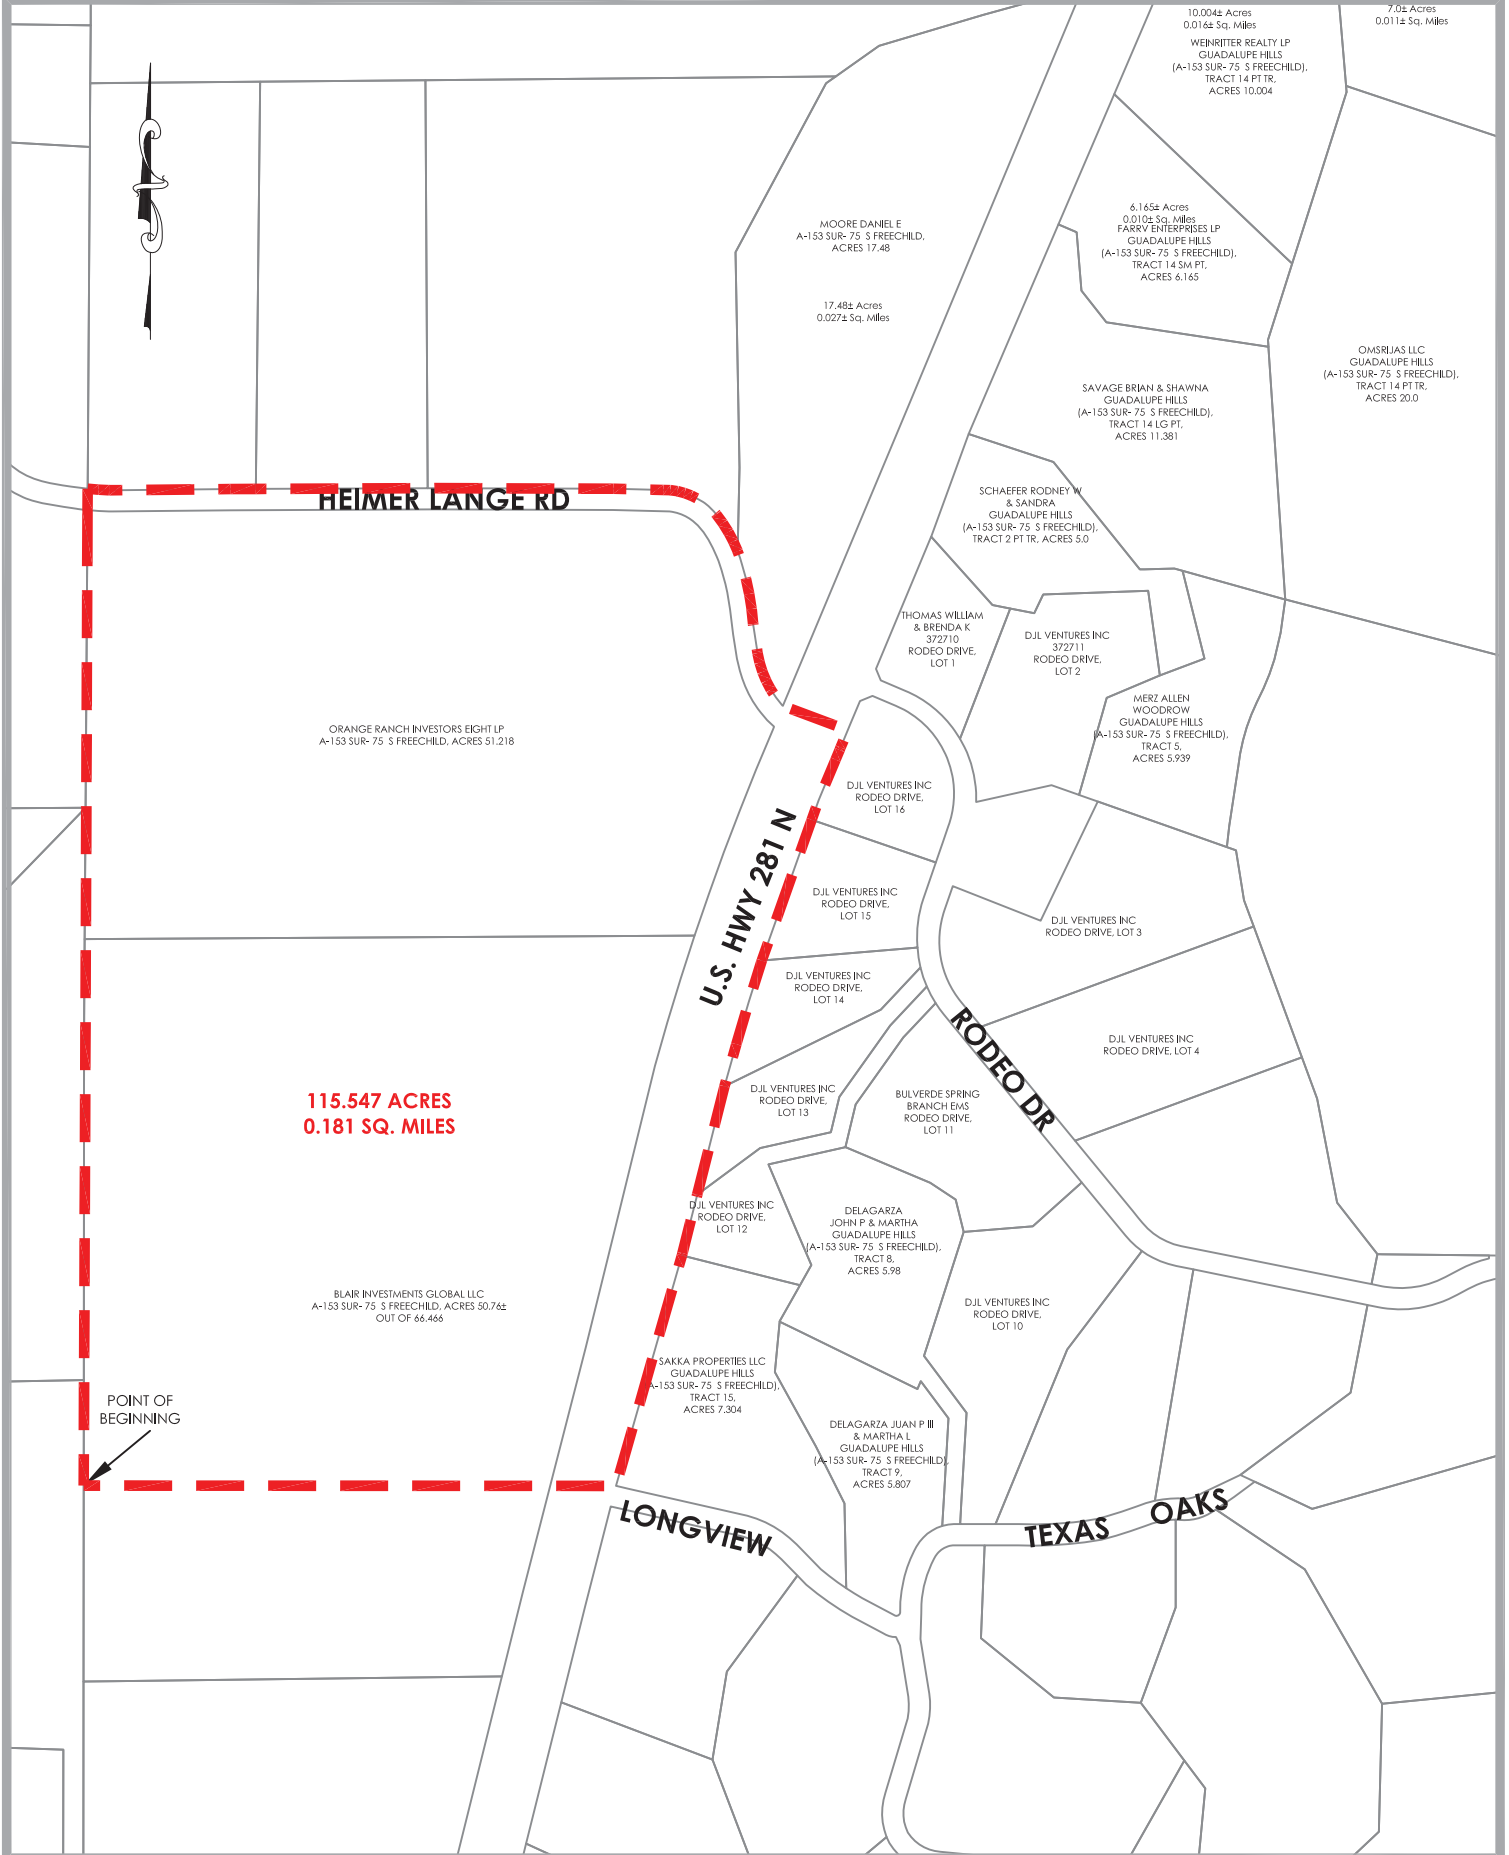 10.004± Acres
0.016± Sq. Miles
WEINRITTER REALTY LP
GUADALUPE HILLS
(A-153 SUR- 75 S FREECHILD),
TRACT 14 PT TR,
ACRES 10.004
7.0± Acres
0.011± Sq. Miles
MOORE DANIEL E
A-153 SUR- 75 S FREECHILD,
ACRES 17.48
17.48± Acres
0.027± Sq. Miles
6.165± Acres
0.010± Sq. Miles
FARRV ENTERPRISES LP
GUADALUPE HILLS
(A-153 SUR- 75 S FREECHILD),
TRACT 14 SM PT,
ACRES 6.165
OMSRIJAS LLC
GUADALUPE HILLS
(A-153 SUR- 75 S FREECHILD),
TRACT 14 PT TR,
ACRES 20.0
SAVAGE BRIAN & SHAWNA
GUADALUPE HILLS
(A-153 SUR- 75 S FREECHILD),
TRACT 14 LG PT,
ACRES 11.381
HEIMER LANGE RD
SCHAEFER RODNEY W
& SANDRA
GUADALUPE HILLS
(A-153 SUR- 75 S FREECHILD),
TRACT 2 PT TR, ACRES 5.0
THOMAS WILLIAM
& BRENDA K
372710
RODEO DRIVE,
LOT 1
DJL VENTURES INC
372711
RODEO DRIVE,
LOT 2
MERZ ALLEN
WOODROW
GUADALUPE HILLS
(A-153 SUR- 75 S FREECHILD),
TRACT 5,
ACRES 5.939
ORANGE RANCH INVESTORS EIGHT LP
A-153 SUR- 75 S FREECHILD, ACRES 51.218
DJL VENTURES INC
RODEO DRIVE,
LOT 16
U.S. HWY 281 N
DJL VENTURES INC
RODEO DRIVE,
LOT 15
DJL VENTURES INC
RODEO DRIVE, LOT 3
DJL VENTURES INC
RODEO DRIVE,
LOT 14
RODEO DR
DJL VENTURES INC
RODEO DRIVE, LOT 4
115.547 ACRES
0.181 SQ. MILES
DJL VENTURES INC
RODEO DRIVE,
LOT 13
BULVERDE SPRING
BRANCH EMS
RODEO DRIVE,
LOT 11
DJL VENTURES INC
RODEO DRIVE,
LOT 12
DELAGARZA
JOHN P & MARTHA
GUADALUPE HILLS
(A-153 SUR- 75 S FREECHILD),
TRACT 8,
ACRES 5.98
BLAIR INVESTMENTS GLOBAL LLC
A-153 SUR- 75 S FREECHILD, ACRES 50.76±
OUT OF 66.466
DJL VENTURES INC
RODEO DRIVE,
LOT 10
SAKKA PROPERTIES LLC
GUADALUPE HILLS
A-153 SUR- 75 S FREECHILD),
TRACT 15,
ACRES 7.304
POINT OF
BEGINNING
DELAGARZA JUAN P III
& MARTHA L
GUADALUPE HILLS
(A-153 SUR- 75 S FREECHILD),
TRACT 9,
ACRES 5.807
LONGVIEW
TEXAS OAKS